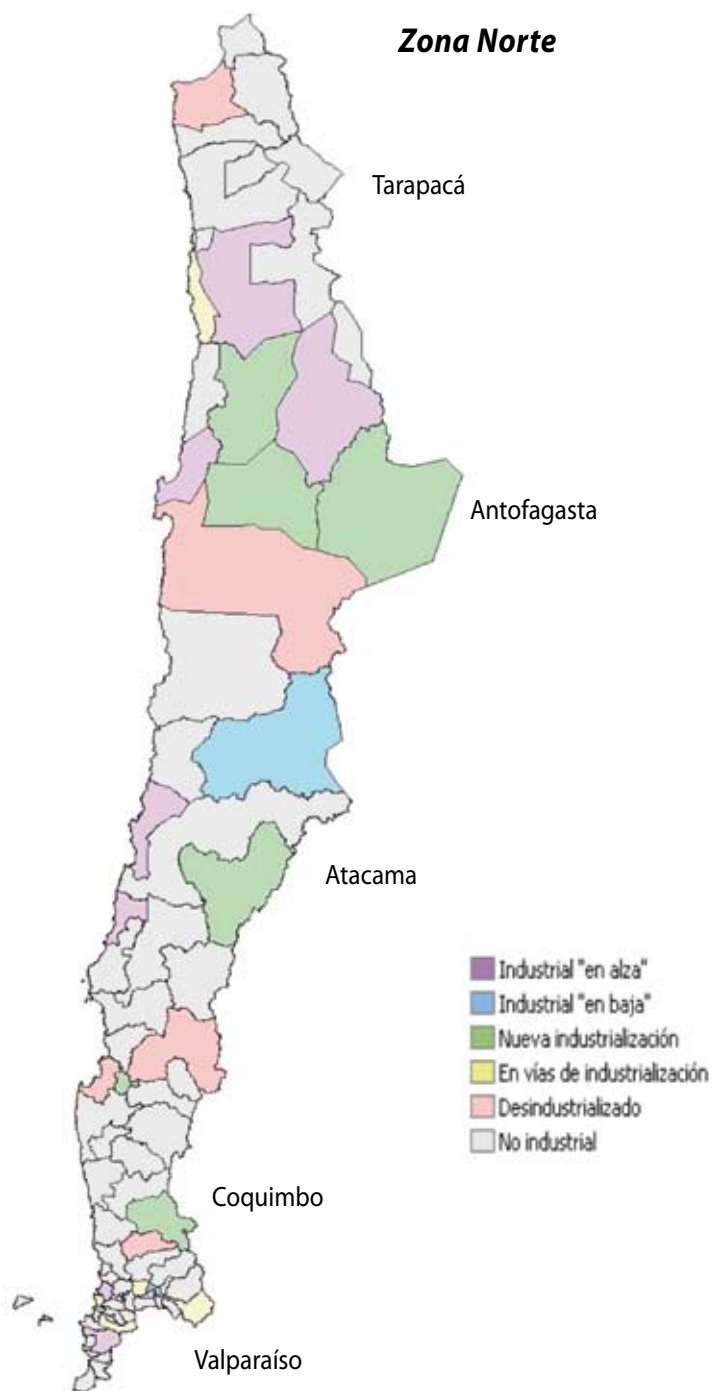 Zona Norte
Tarapacá
Antofagasta
Atacama
Industrial "en alza"
Industrial "en baja"
Nueva industrialización
En vías de industrialización
Desindustrializado
No industrial
Coquimbo
Valparaíso